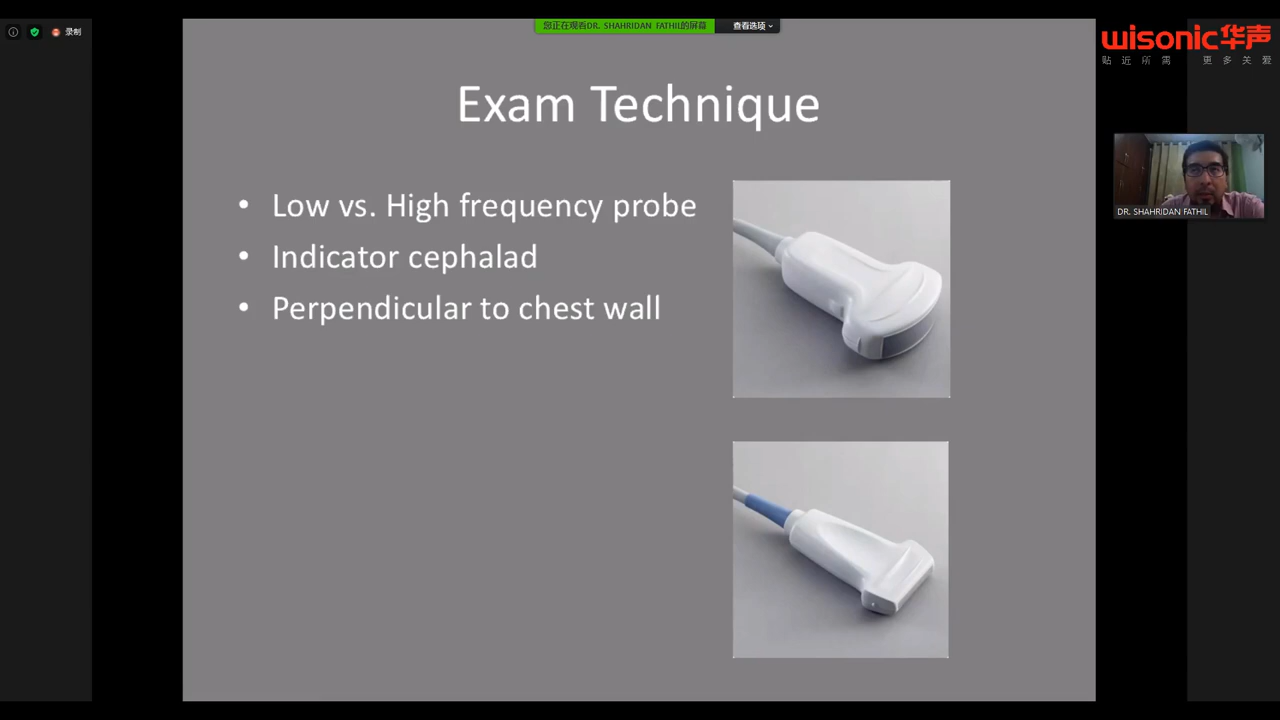 录制
您正在观看DR. SHAHRIDAN FATHIL的屏幕
查看选项
wisonic华声
贴近所需 更多关爱
Exam Technique
• Low vs. High frequency probe
• Indicator cephalad
• Perpendicular to chest wall
DR. SHAHRIDAN FATHIL